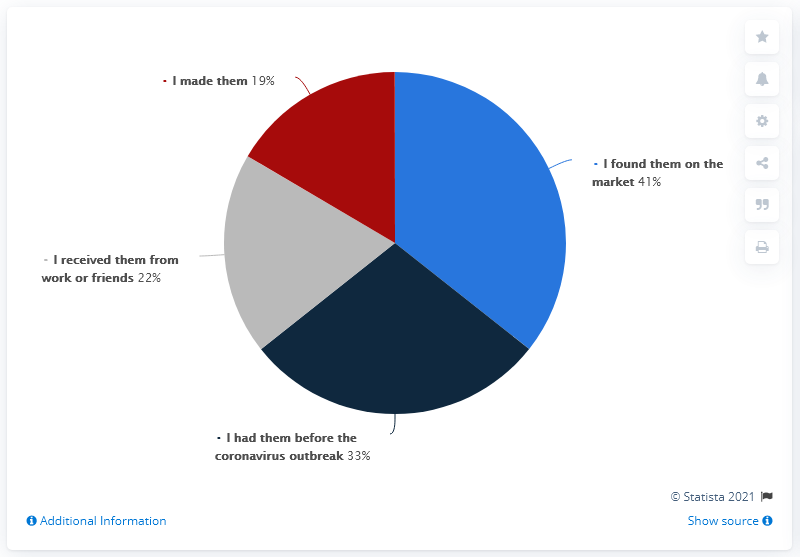 I made them 19%
I found them on the
market 41%
I received them from
work or friends 22%
I had them before the
coronavirus outbreak 33%
© Statista 2021
Additional Information
Show source